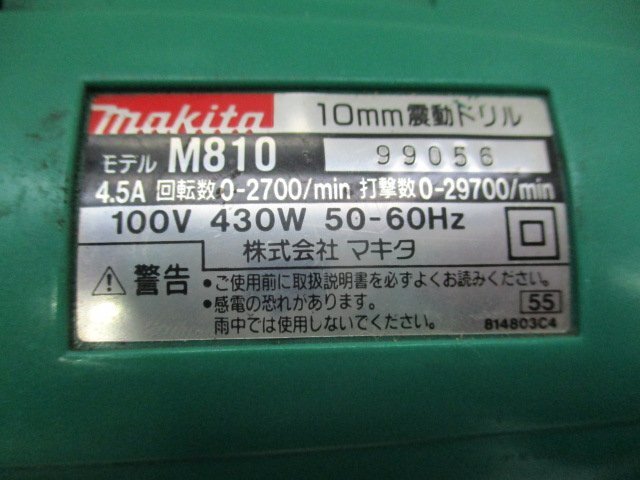 makita 10mm震動ドリル
モデル M810 99056
4.5A 回転数0-2700/min 打撃数0-29700/min
100V 430W 50-60Hz
株式会社 マキタ
警告 •ご使用前に取扱説明書を必ずよくお読みください。
•感電の恐れがあります。
雨中では使用しないでください。
55
814803C4